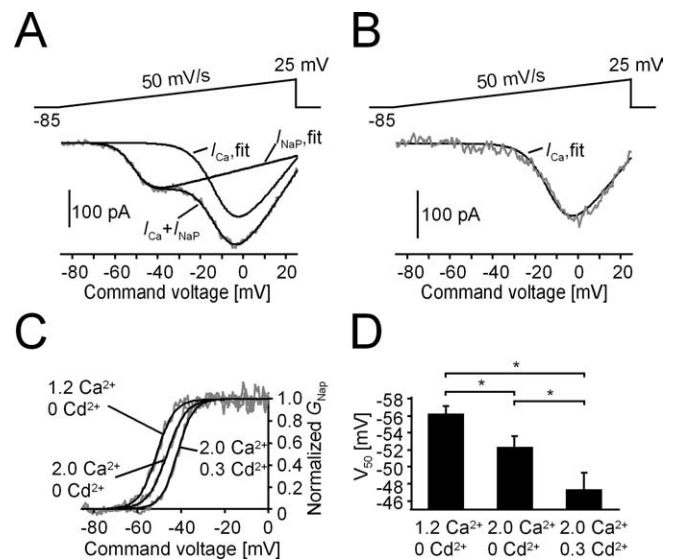 A
B
50 mV/s
25 mV
-85
I_Ca,fit
I_NaP,fit
I_Ca+I_NaP
100 pA
-80 -60 -40 -20 0 20
Command voltage [mV]
50 mV/s
25 mV
-85
I_Ca,fit
100 pA
-80 -60 -40 -20 0 20
Command voltage [mV]
C
D
1.2 Ca²⁺
0 Cd²⁺
2.0 Ca²⁺
0 Cd²⁺
2.0 Ca²⁺
0.3 Cd²⁺
1.0
0.8
0.6
0.4
0.2
0
Normalized G_Nap
-80 -60 -40 -20 0
Command voltage [mV]
*
* *
-58
-56
-54
-52
-50
-48
-46
V₅₀ [mV]
1.2 Ca²⁺ 2.0 Ca²⁺ 2.0 Ca²⁺
0 Cd²⁺ 0 Cd²⁺ 0.3 Cd²⁺